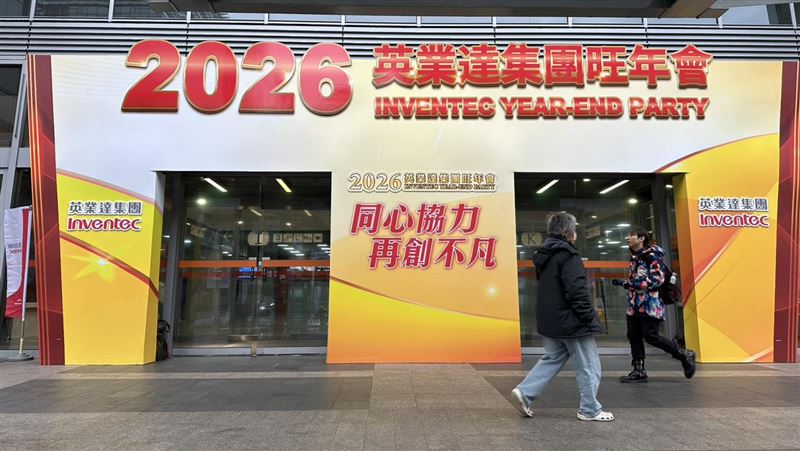 2026 英業達集團旺年會
INVENTEC YEAR-END PARTY
英業達集團
Inventec
2026 英業達集團旺年會
INVENTEC YEAR-END PARTY
同心協力
再創不凡
英業達集團
Inventec